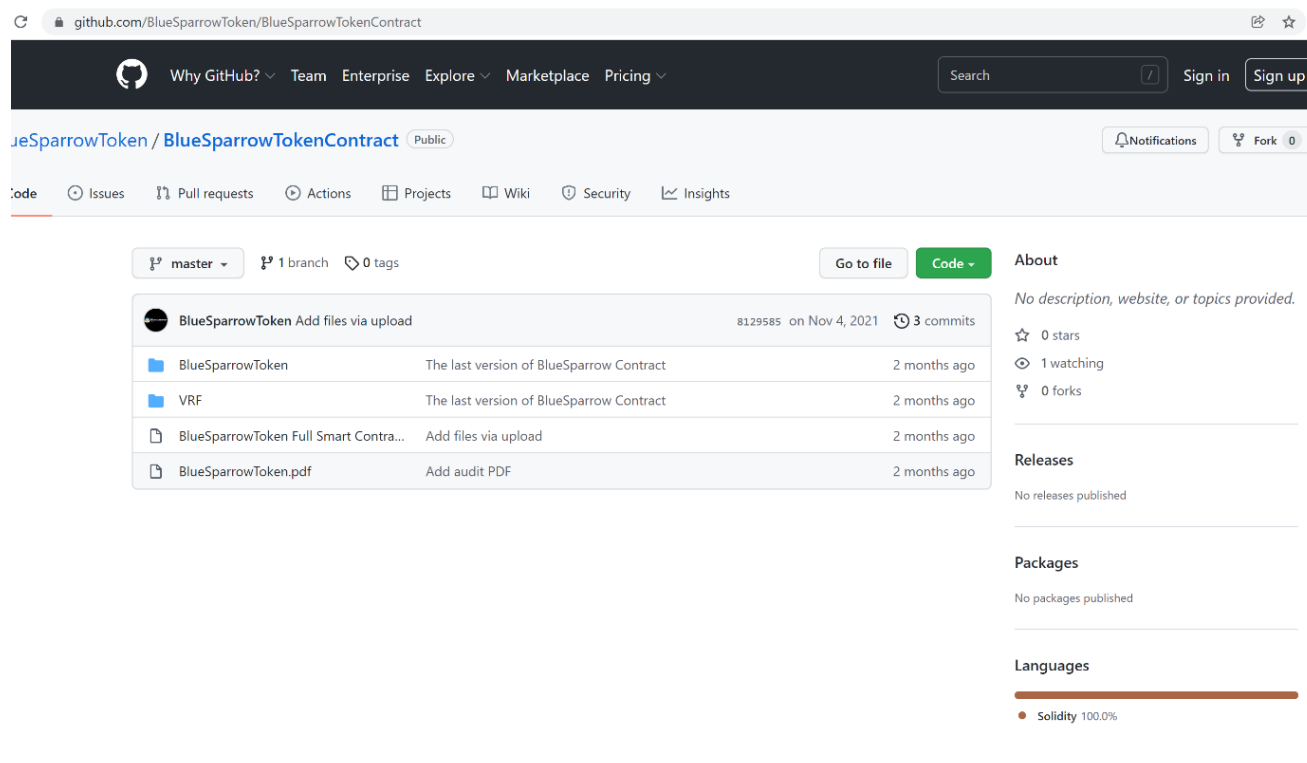 github.com/BlueSparrowToken/BlueSparrowTokenContract
Why GitHub? Team Enterprise Explore Marketplace Pricing Search / Sign in Sign up
ueSparrowToken / BlueSparrowTokenContract Public Notifications Fork 0
ode Issues Pull requests Actions Projects Wiki Security Insights
master 1 branch 0 tags Go to file Code
BlueSparrowToken Add files via upload 8129585 on Nov 4, 2021 3 commits
BlueSparrowToken The last version of BlueSparrow Contract 2 months ago
VRF The last version of BlueSparrow Contract 2 months ago
BlueSparrowToken Full Smart Contra... Add files via upload 2 months ago
BlueSparrowToken.pdf Add audit PDF 2 months ago
About
No description, website, or topics provided.
0 stars
1 watching
0 forks
Releases
No releases published
Packages
No packages published
Languages
Solidity 100.0%